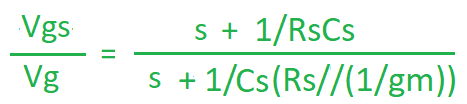 Vgs
Vg
=
s + 1/RsCs
s + 1/Cs(Rs//(1/gm))